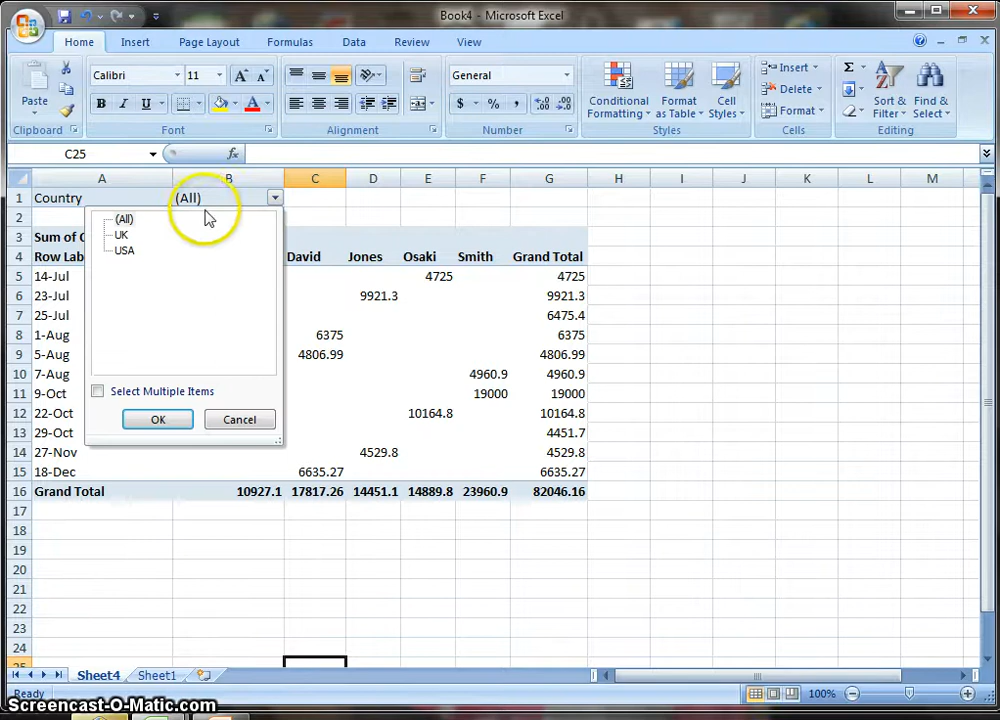 Book4 - Microsoft Excel
Home Insert Page Layout Formulas Data Review View
Paste
Calibri 11 A A
B I U A
General
$ % , .0 .00 .00 .0
Conditional Formatting
Format as Table
Cell Styles
Insert
Delete
Format
Σ
Sort & Filter
Find & Select
Clipboard Font Alignment Number Styles Cells Editing
C25 fx
A B C D E F G H I J K L M
1 Country (All)
2
3 Sum of
4 Row Lab David Jones Osaki Smith Grand Total
5 14-Jul 4725 4725
6 23-Jul 9921.3 9921.3
7 25-Jul 6475.4
8 1-Aug 6375 6375
9 5-Aug 4806.99 4806.99
10 7-Aug 4960.9 4960.9
11 9-Oct 19000 19000
12 22-Oct 10164.8 10164.8
13 29-Oct 4451.7
14 27-Nov 4529.8 4529.8
15 18-Dec 6635.27 6635.27
16 Grand Total 10927.1 17817.26 14451.1 14889.8 23960.9 82046.16
17
18
19
20
21
22
23
24
25
(All)
UK
USA
Select Multiple Items
OK Cancel
Sheet4 Sheet1
Ready 100%
Screencast-O-Matic.com